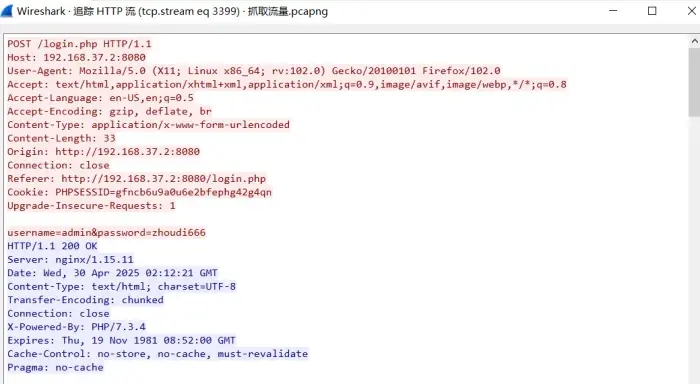 Wireshark · 追踪 HTTP 流 (tcp.stream eq 3399) · 抓取流量.pcapng
POST /login.php HTTP/1.1
Host: 192.168.37.2:8080
User-Agent: Mozilla/5.0 (X11; Linux x86_64; rv:102.0) Gecko/20100101 Firefox/102.0
Accept: text/html,application/xhtml+xml,application/xml;q=0.9,image/avif,image/webp,*/*;q=0.8
Accept-Language: en-US,en;q=0.5
Accept-Encoding: gzip, deflate, br
Content-Type: application/x-www-form-urlencoded
Content-Length: 33
Origin: http://192.168.37.2:8080
Connection: close
Referer: http://192.168.37.2:8080/login.php
Cookie: PHPSESSID=gfncb6u9a0u6e2bfephg42g4qn
Upgrade-Insecure-Requests: 1
username=admin&password=zhoudi666
HTTP/1.1 200 OK
Server: nginx/1.15.11
Date: Wed, 30 Apr 2025 02:12:21 GMT
Content-Type: text/html; charset=UTF-8
Transfer-Encoding: chunked
Connection: close
X-Powered-By: PHP/7.3.4
Expires: Thu, 19 Nov 1981 08:52:00 GMT
Cache-Control: no-store, no-cache, must-revalidate
Pragma: no-cache